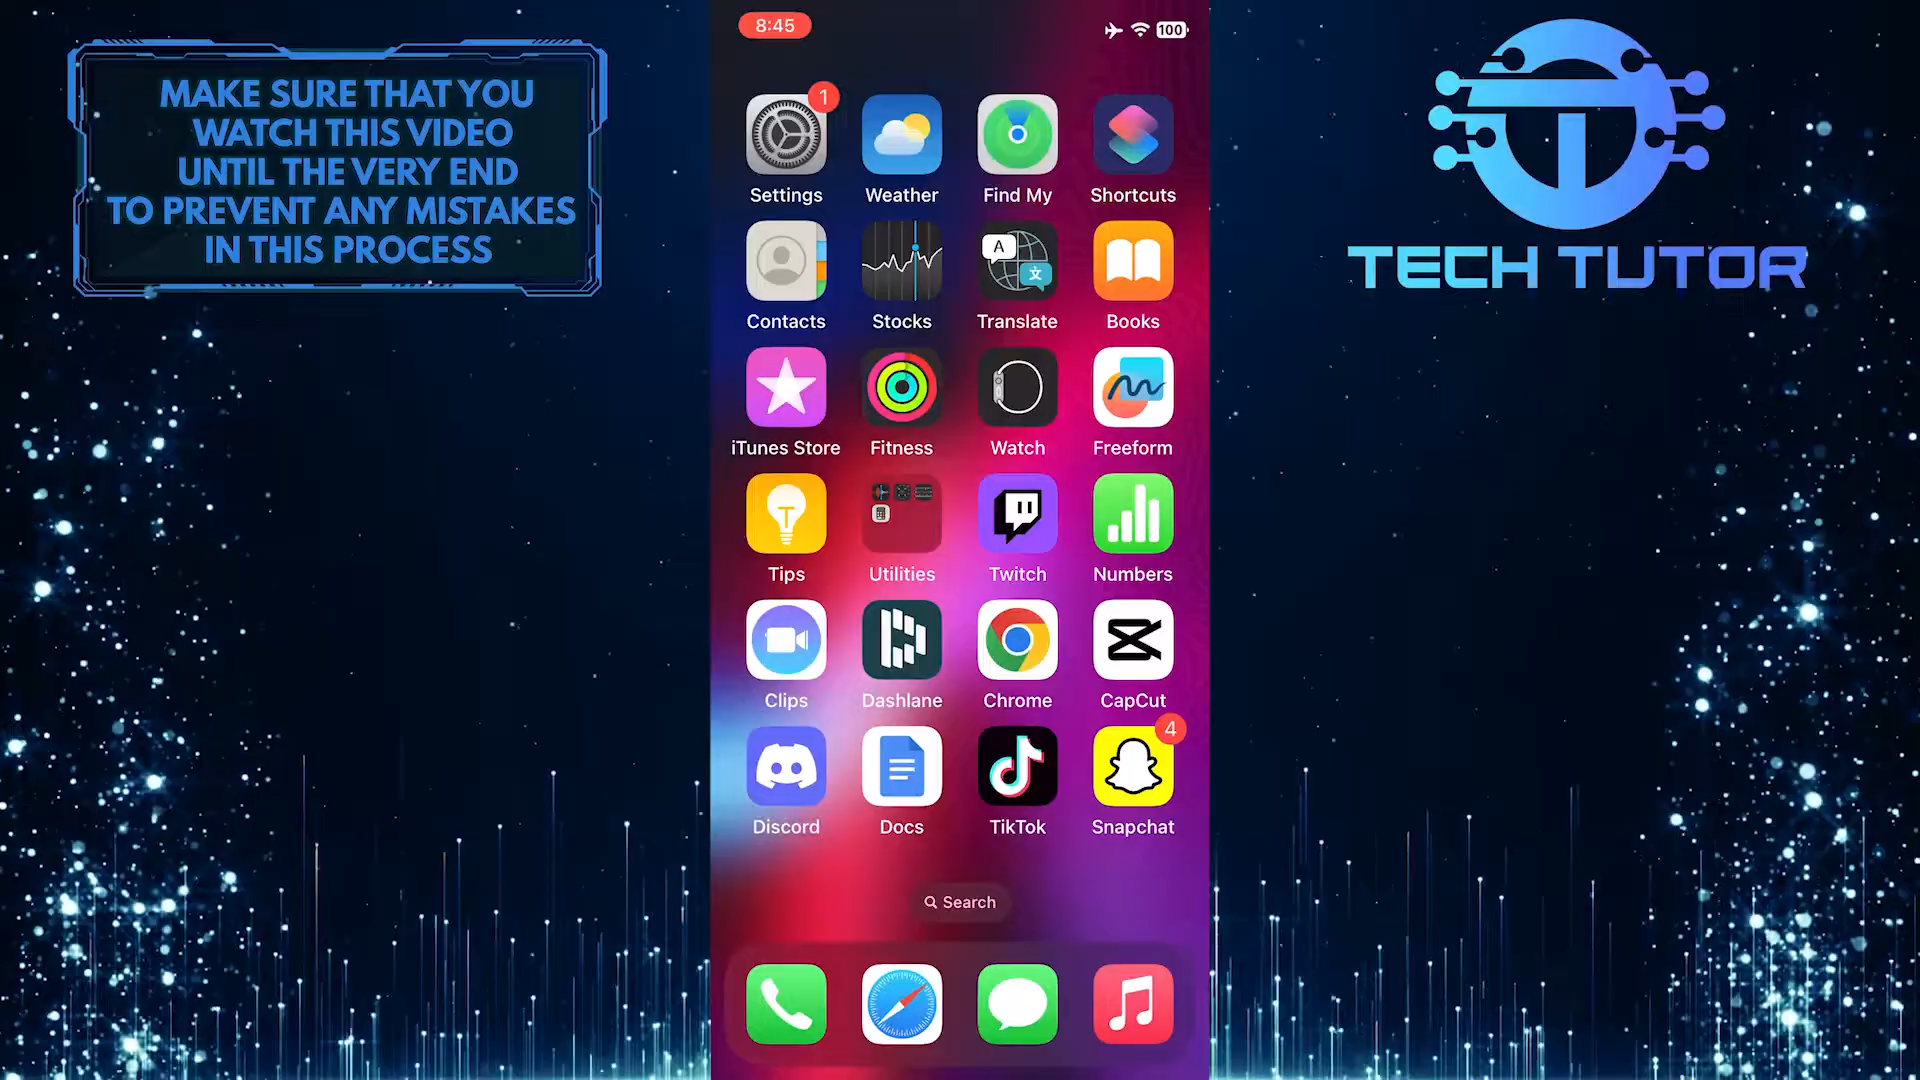 MAKE SURE THAT YOU
WATCH THIS VIDEO
UNTIL THE VERY END
TO PREVENT ANY MISTAKES
IN THIS PROCESS
8:45
100
1
Settings
Weather
Find My
Shortcuts
A
文
Contacts
Stocks
Translate
Books
iTunes Store
Fitness
Watch
Freeform
Tips
Utilities
Twitch
Numbers
Clips
Dashlane
Chrome
CapCut
4
Discord
Docs
TikTok
Snapchat
Search
T
TECH TUTOR